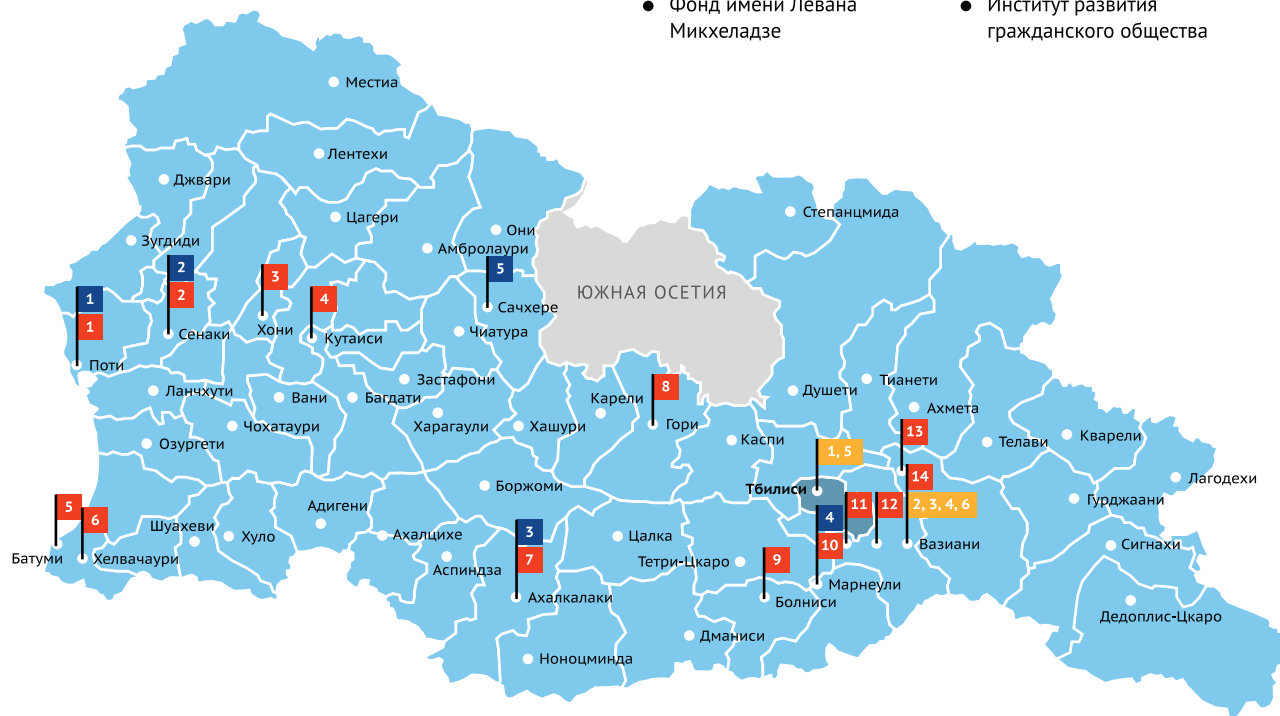 Фонд имени Левана
Микхеладзе
Институт развития
гражданского общества
Местиа
Лентехи
Джвари
Цагери
Степанцмида
Зугдиди
Они
Амбролаури
2
5
3
2
1
4
ЮЖНАЯ ОСЕТИЯ
1
Сачхере
Хони
Сенаки
Кутаиси
Чиатура
Поти
Застафони
8
Тианети
Ланчхути
Вани
Багдати
Карели
Душети
Ахмета
Чохатаури
Харагаули
Хашури
Гори
13
Озургети
Каспи
Телави
Кварели
1, 5
14
Лагодехи
Боржоми
Тбилиси
5
Адигени
11
12
2, 3, 4, 6
Гурджаани
6
Шуахеви
4
Хуло
Ахалцихе
3
Цалка
10
Вазиани
Сигнахи
Батуми
Хелвачаури
Аспиндза
7
Тетри-Цкаро
9
Марнеули
Ахалкалаки
Болниси
Дедоплис-Цкаро
Дманиси
Ноноцминда